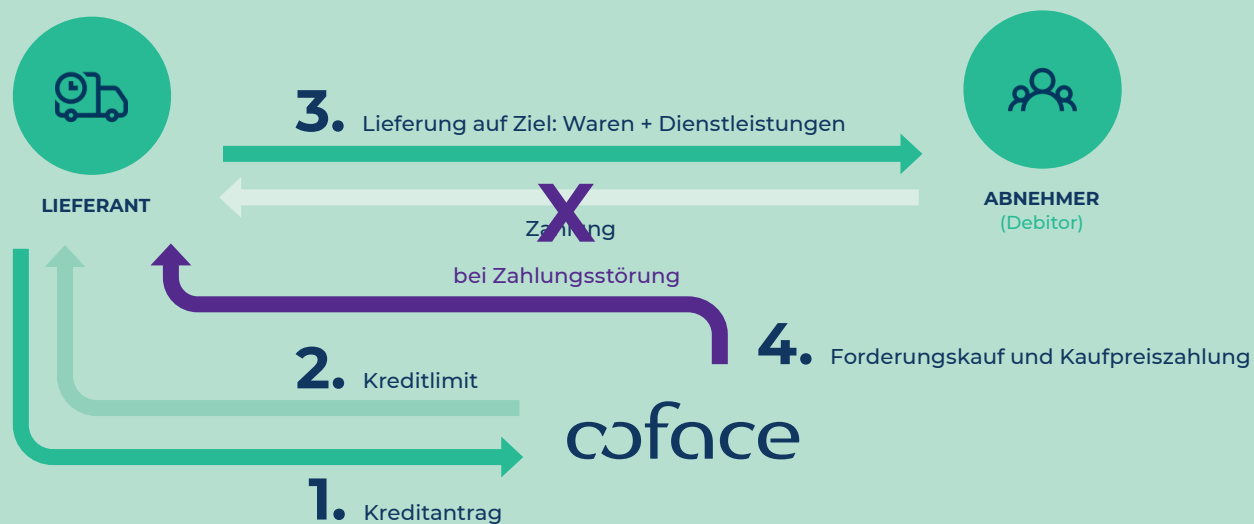 3. Lieferung auf Ziel: Waren + Dienstleistungen
LIEFERANT
ABNEHMER
(Debitor)
X
Zahlung
bei Zahlungsstörung
4. Forderungskauf und Kaufpreiszahlung
2. Kreditlimit
coface
1. Kreditantrag